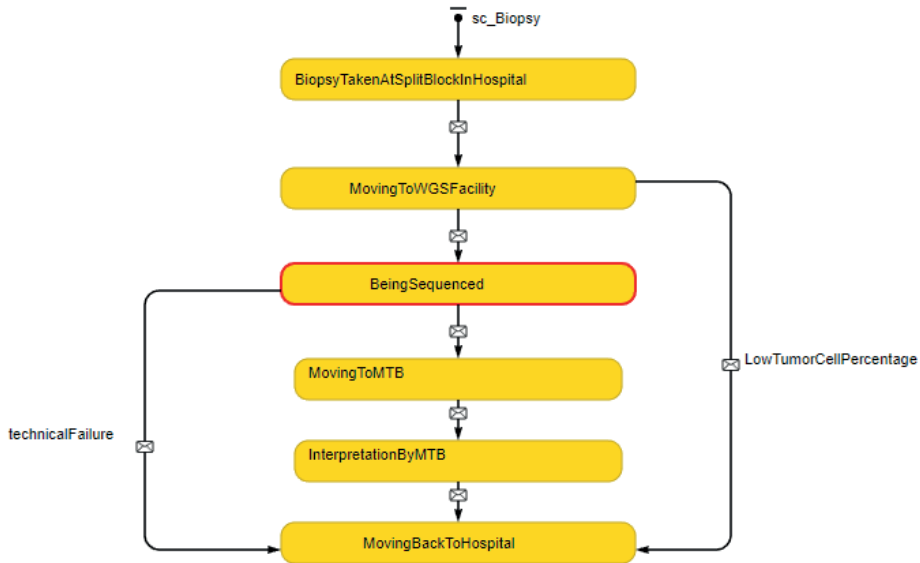 sc_Biopsy
BiopsyTakenAtSplitBlockInHospital
MovingToWGSFacility
BeingSequenced
LowTumorCellPercentage
MovingToMTB
technicalFailure
InterpretationByMTB
MovingBackToHospital